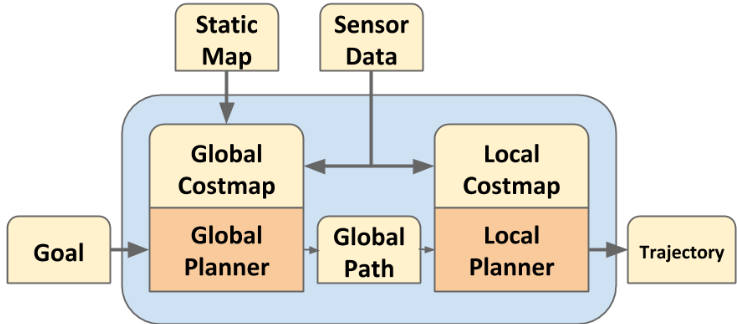 Static
Map
Sensor
Data
Global
Costmap
Local
Costmap
Goal
Global
Planner
Global
Path
Local
Planner
Trajectory